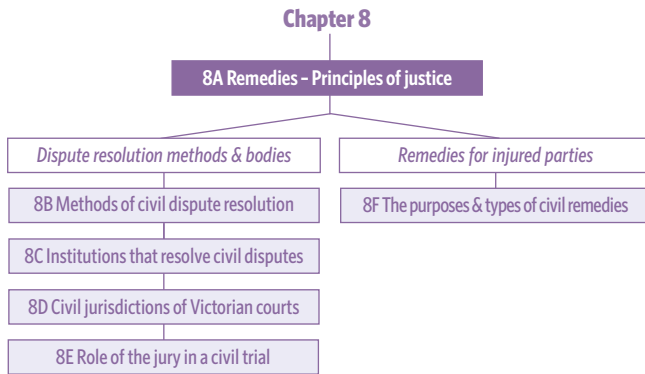 Chapter 8
8A Remedies – Principles of justice
Dispute resolution methods & bodies
Remedies for injured parties
8B Methods of civil dispute resolution
8F The purposes & types of civil remedies
8C Institutions that resolve civil disputes
8D Civil jurisdictions of Victorian courts
8E Role of the jury in a civil trial